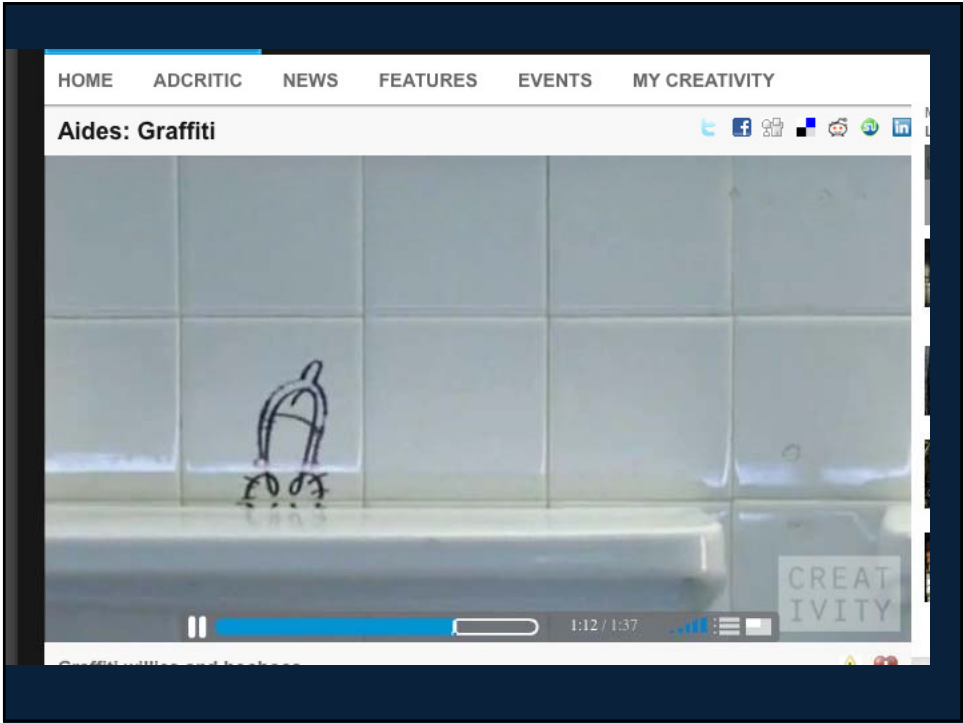 HOME ADCRITIC NEWS FEATURES EVENTS MY CREATIVITY
Aides: Graffiti
CREAT
IVITY
1:12 / 1:37